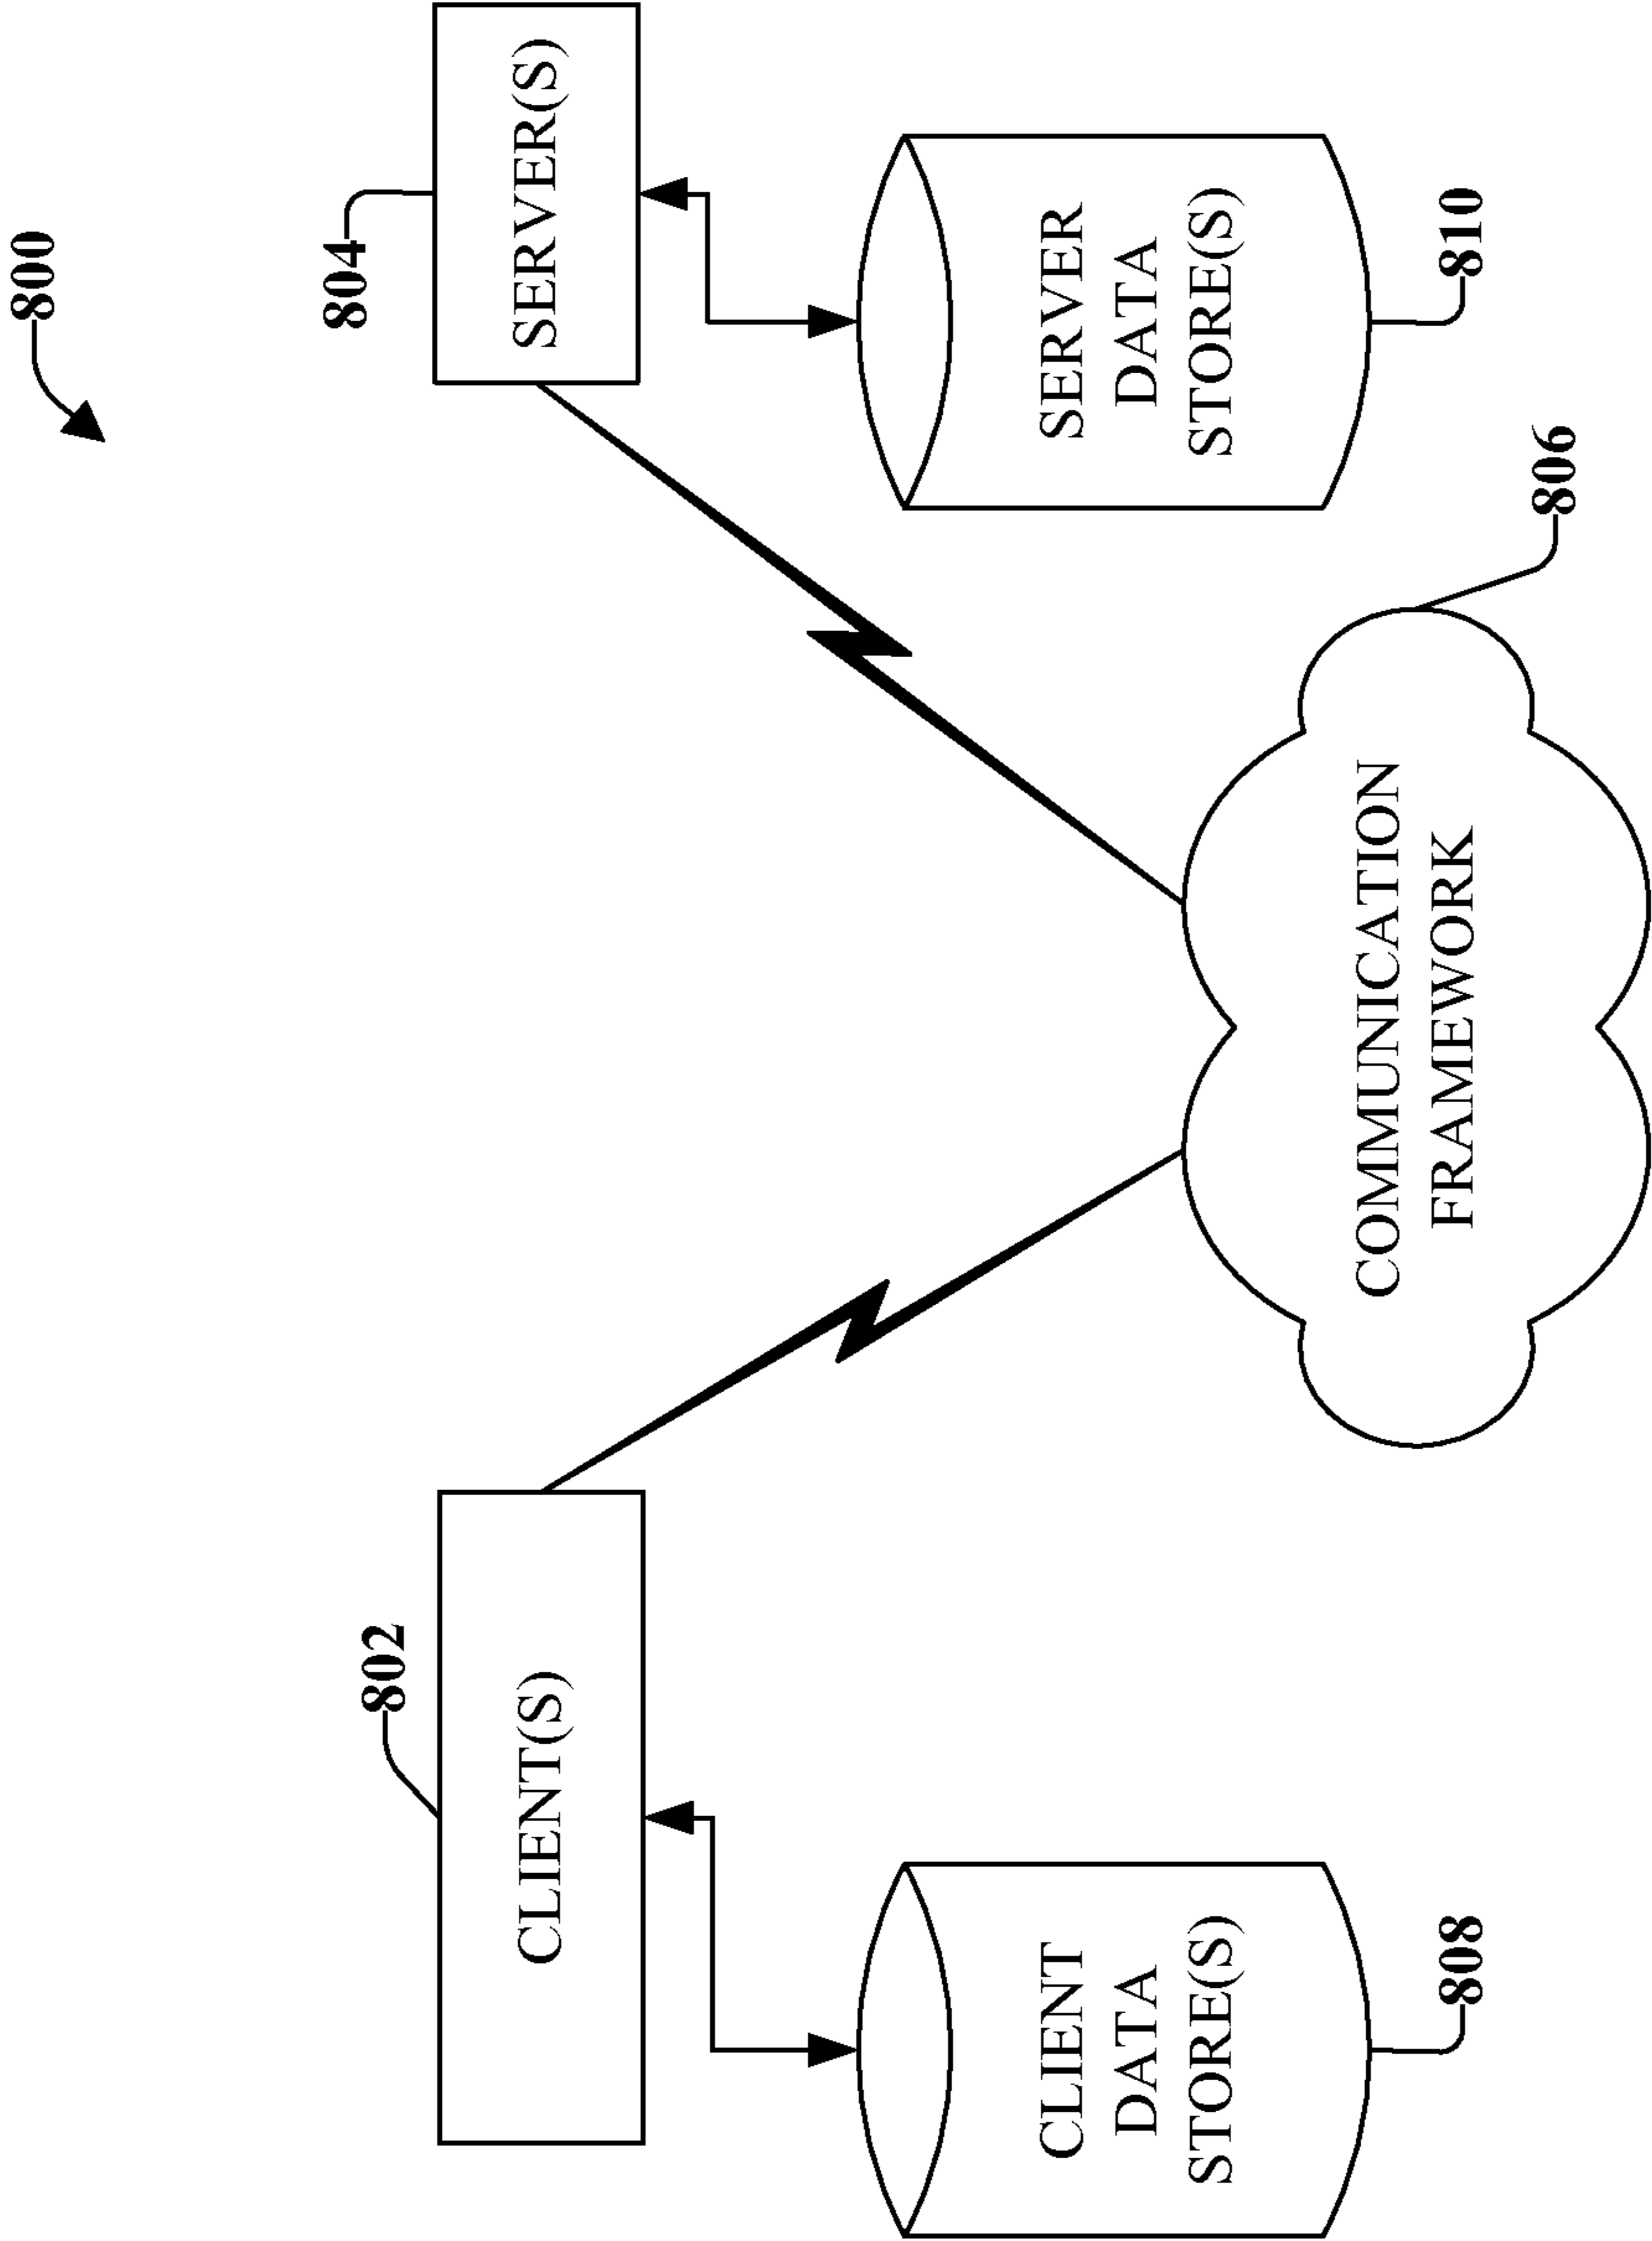 800
802
CLIENT(S)
804
SERVER(S)
CLIENT
DATA
STORE(S)
808
COMMUNICATION
FRAMEWORK
806
SERVER
DATA
STORE(S)
810